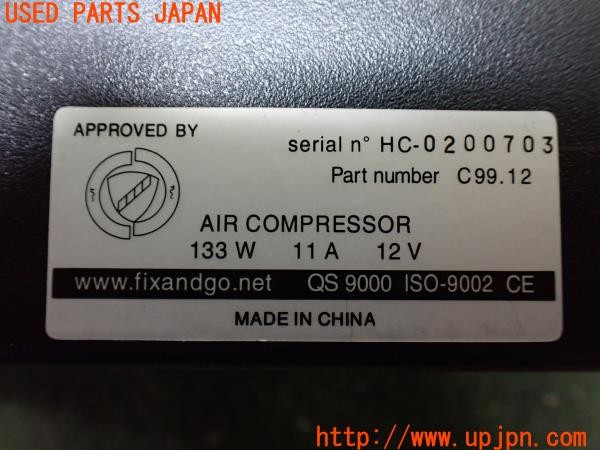 USED PARTS JAPAN
APPROVED BY
serial n° HC-0200703
Part number C99.12
AIR COMPRESSOR
133 W 11 A 12 V
www.fixandgo.net QS 9000 ISO-9002 CE
MADE IN CHINA
UPJ
http://www.upjpn.com/